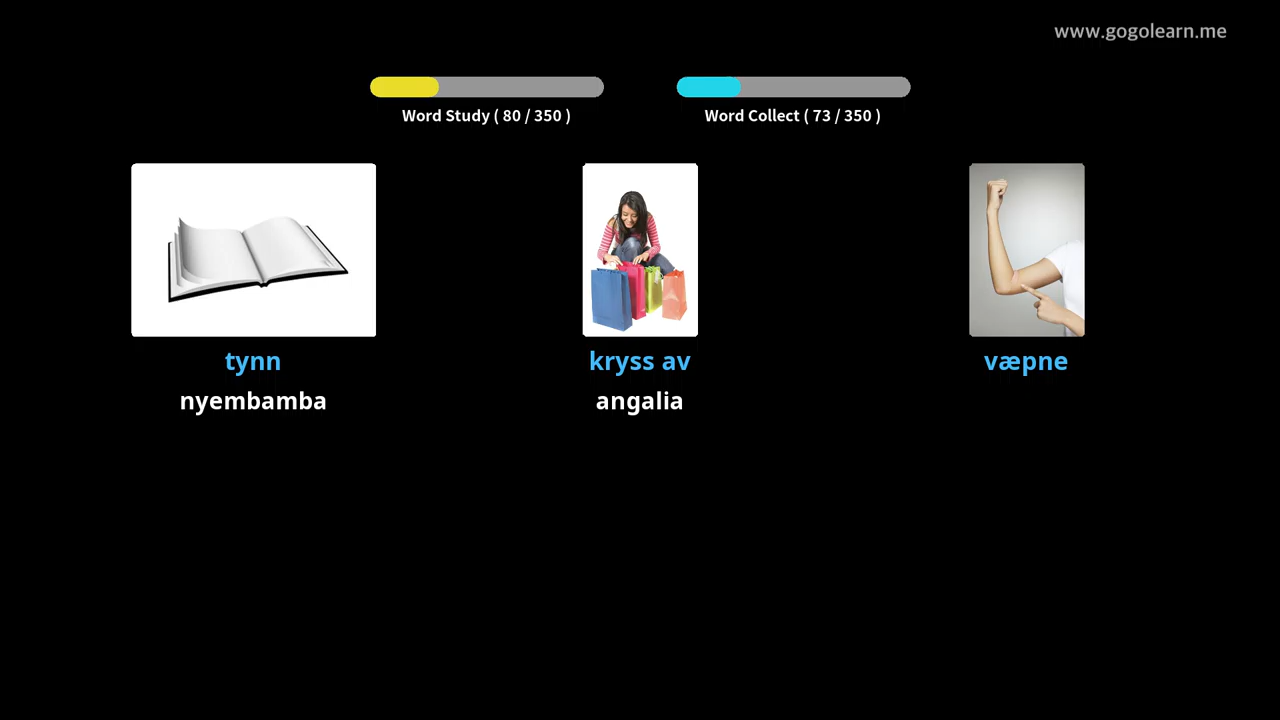 www.gogolearn.me
Word Study ( 80 / 350 )
Word Collect ( 73 / 350 )
tynn
kryss av
væpne
nyembamba
angalia